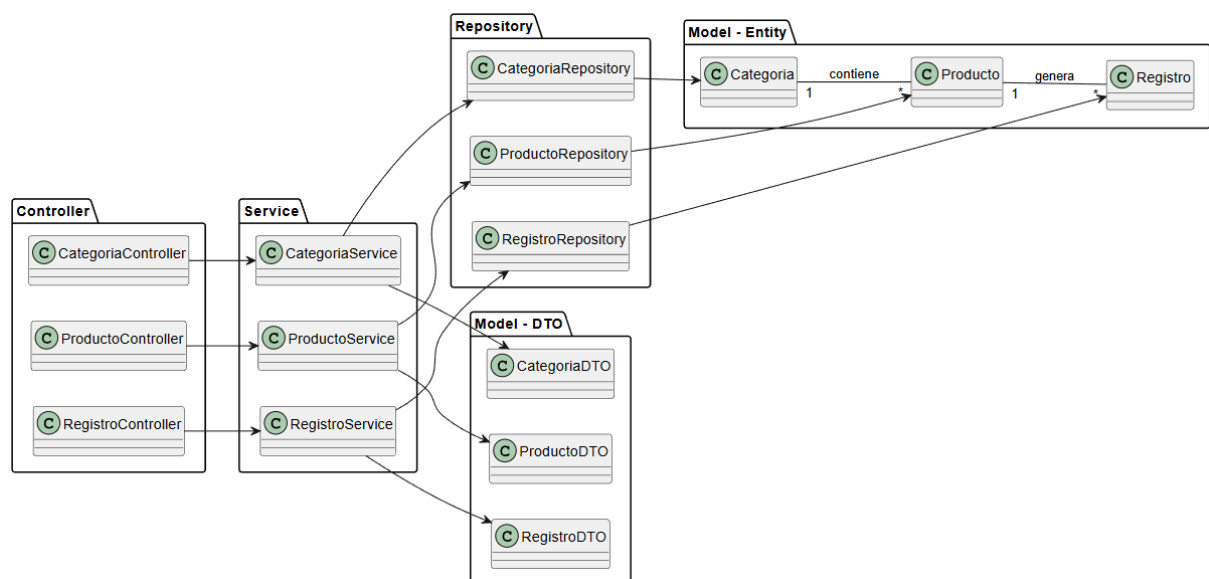 Repository
C CategoriaRepository
C ProductoRepository
C RegistroRepository
Model - Entity
C Categoria
contiene
1
*
C Producto
genera
1
*
C Registro
Controller
C CategoriaController
C ProductoController
C RegistroController
Service
C CategoriaService
C ProductoService
C RegistroService
Model - DTO
C CategoriaDTO
C ProductoDTO
C RegistroDTO